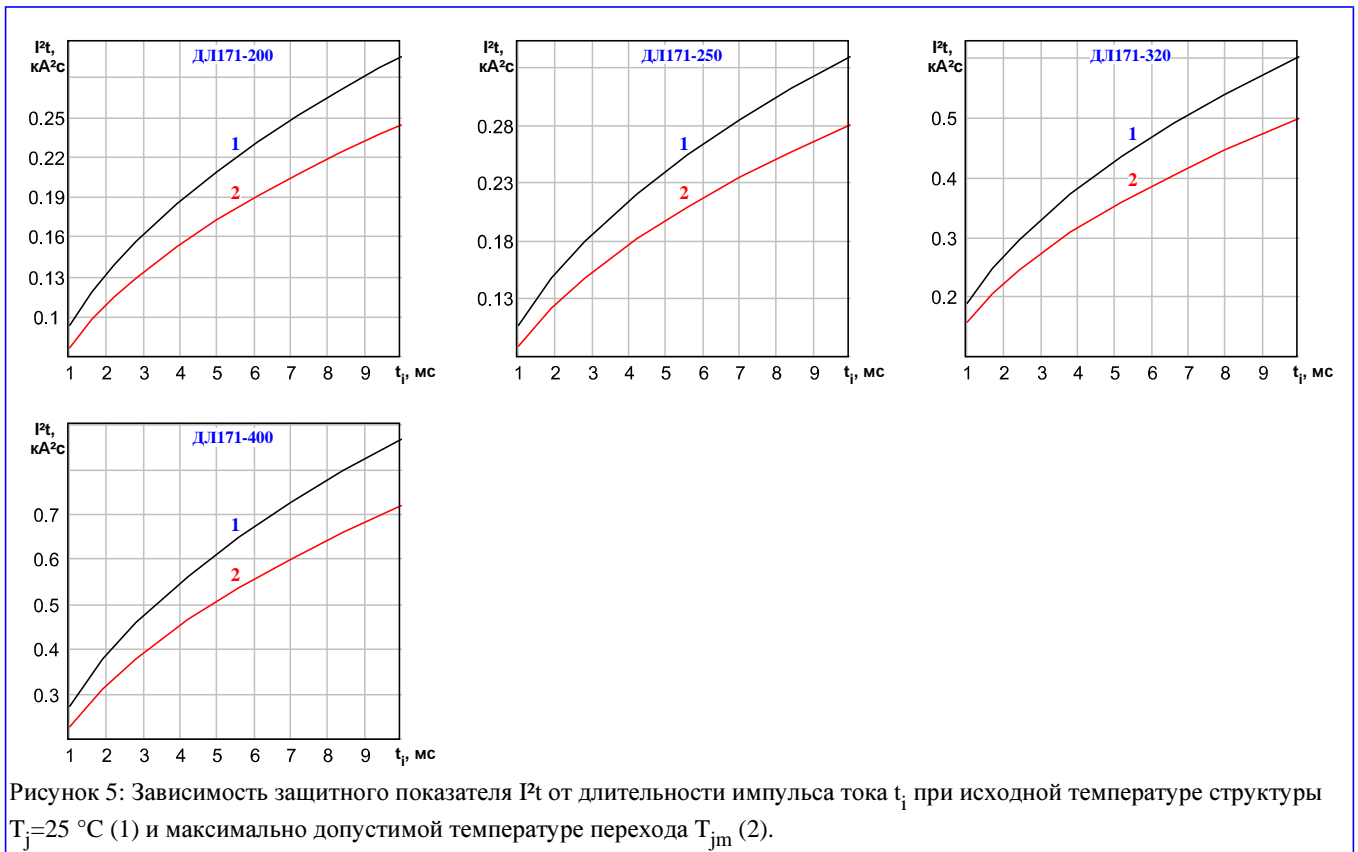 I²t,
кА²с
ДЛ171-200
0.25
0.22
0.19
0.16
0.13
0.1
1
2
1 2 3 4 5 6 7 8 9 ti, мс
I²t,
кА²с
ДЛ171-250
0.28
0.23
0.18
0.13
1
2
1 2 3 4 5 6 7 8 9 ti, мс
I²t,
кА²с
ДЛ171-320
0.5
0.4
0.3
0.2
1
2
1 2 3 4 5 6 7 8 9 ti, мс
I²t,
кА²с
ДЛ171-400
0.7
0.6
0.5
0.4
0.3
1
2
1 2 3 4 5 6 7 8 9 ti, мс
Рисунок 5: Зависимость защитного показателя I²t от длительности импульса тока ti при исходной температуре структуры
Tj=25 °C (1) и максимально допустимой температуре перехода Tjm (2).